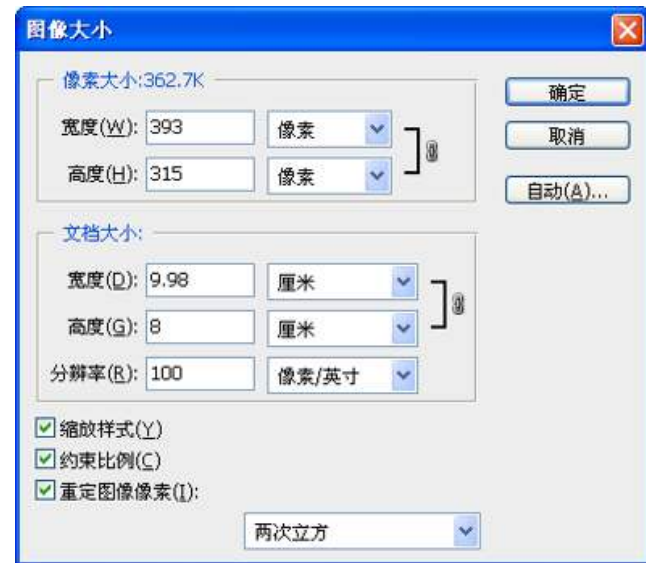 图像大小
像素大小:362.7K
确定
宽度(W): 393 像素
取消
高度(H): 315 像素
自动(A)...
文档大小:
宽度(D): 9.98 厘米
高度(G): 8 厘米
分辨率(R): 100 像素/英寸
缩放样式(Y)
约束比例(C)
重定图像像素(I):
两次立方